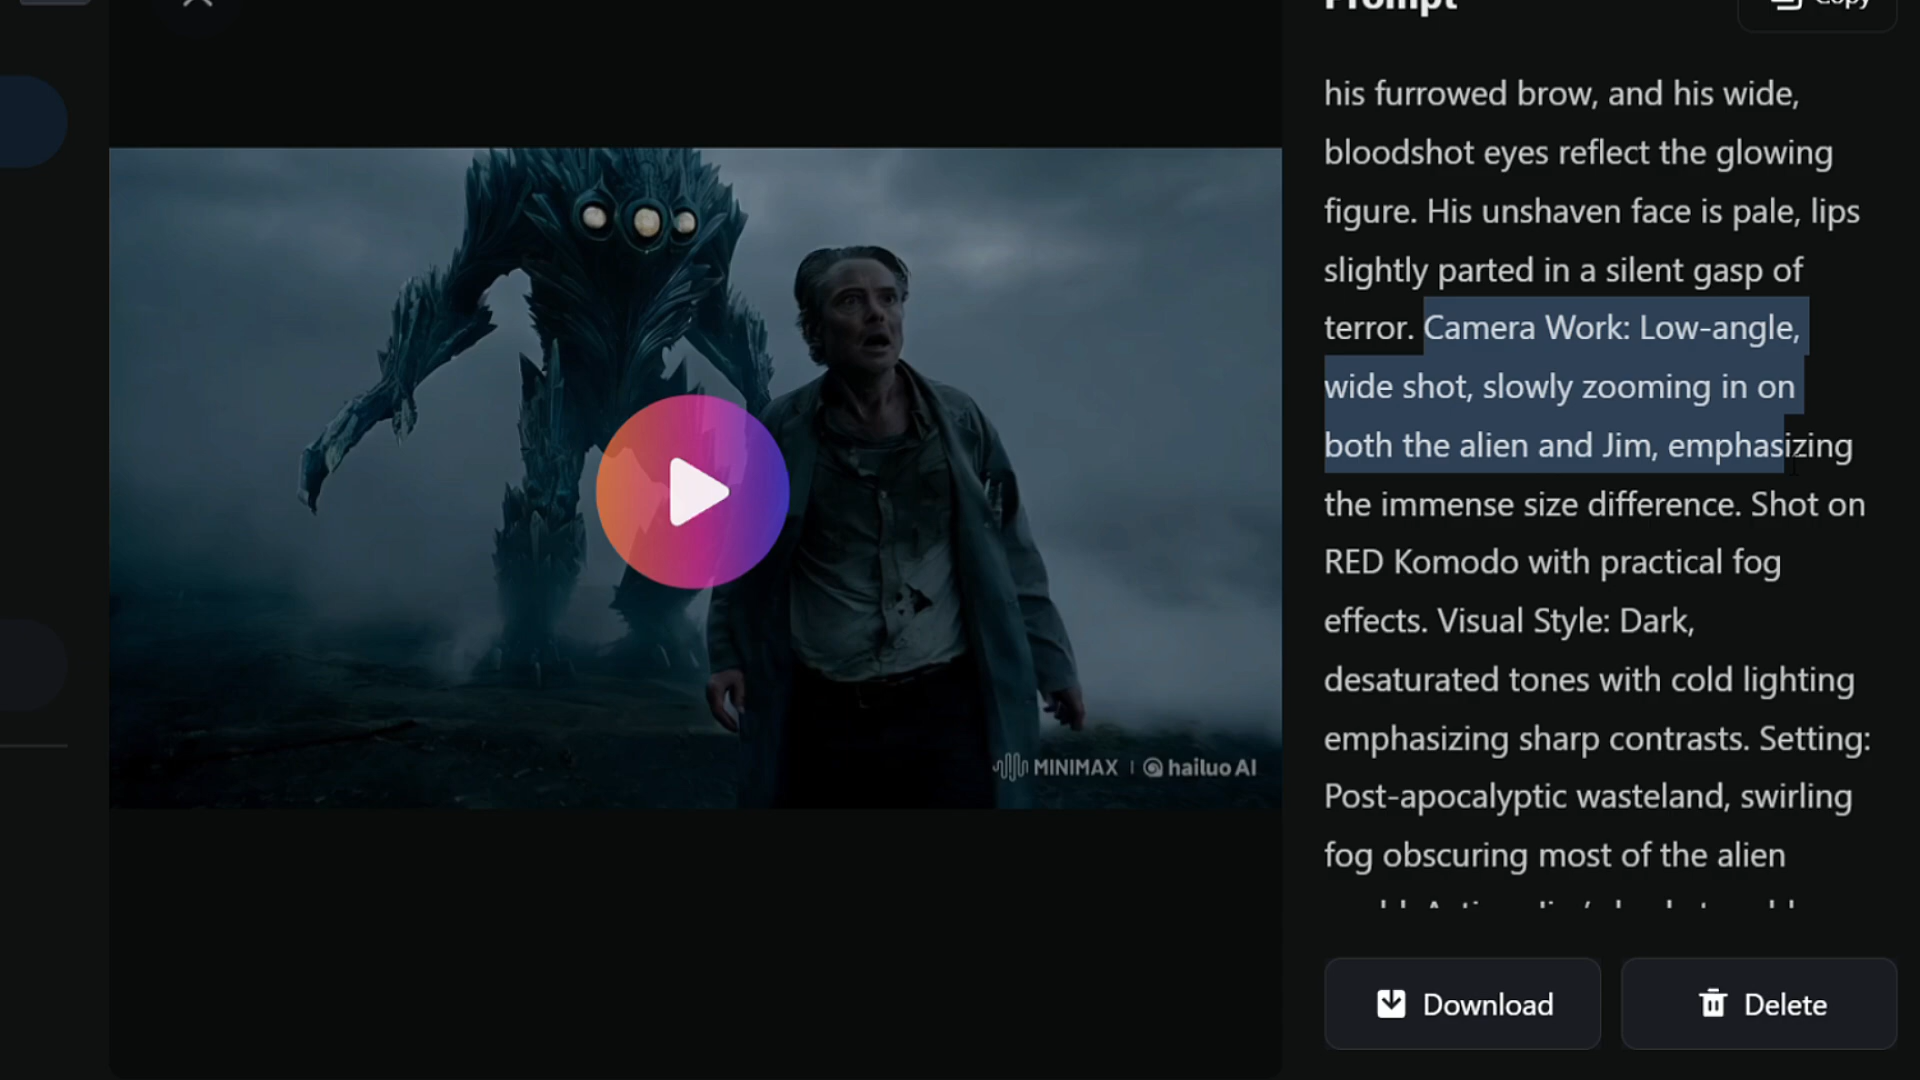 Prompt
Copy
his furrowed brow, and his wide,
bloodshot eyes reflect the glowing
figure. His unshaven face is pale, lips
slightly parted in a silent gasp of
terror. Camera Work: Low-angle,
wide shot, slowly zooming in on
both the alien and Jim, emphasizing
the immense size difference. Shot on
RED Komodo with practical fog
effects. Visual Style: Dark,
desaturated tones with cold lighting
emphasizing sharp contrasts. Setting:
Post-apocalyptic wasteland, swirling
fog obscuring most of the alien
MINIMAX | hailuo AI
Download
Delete